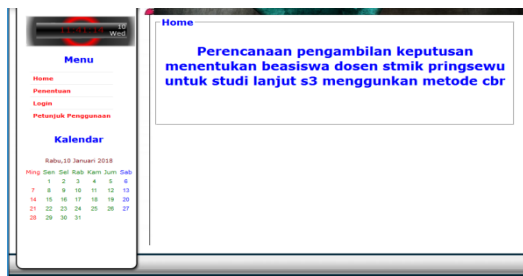 10
Wed
Menu
Home
Penentuan
Login
Petunjuk Penggunaan
Kalendar
Rabu,10 Januari 2018
Ming Sen Sel Rab Kam Jum Sab
1 2 3 4 5 6
7 8 9 10 11 12 13
14 15 16 17 18 19 20
21 22 23 24 25 26 27
28 29 30 31
Home
Perencanaan pengambilan keputusan
menentukan beasiswa dosen stmik pringsewu
untuk studi lanjut s3 menggunkan metode cbr